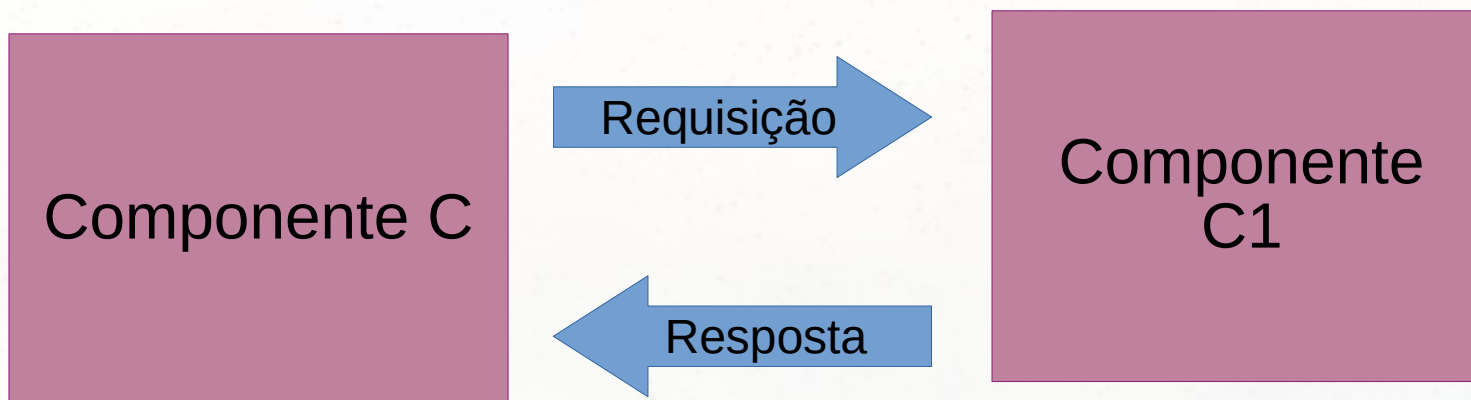 Componente C
Requisição
Resposta
Componente
C1